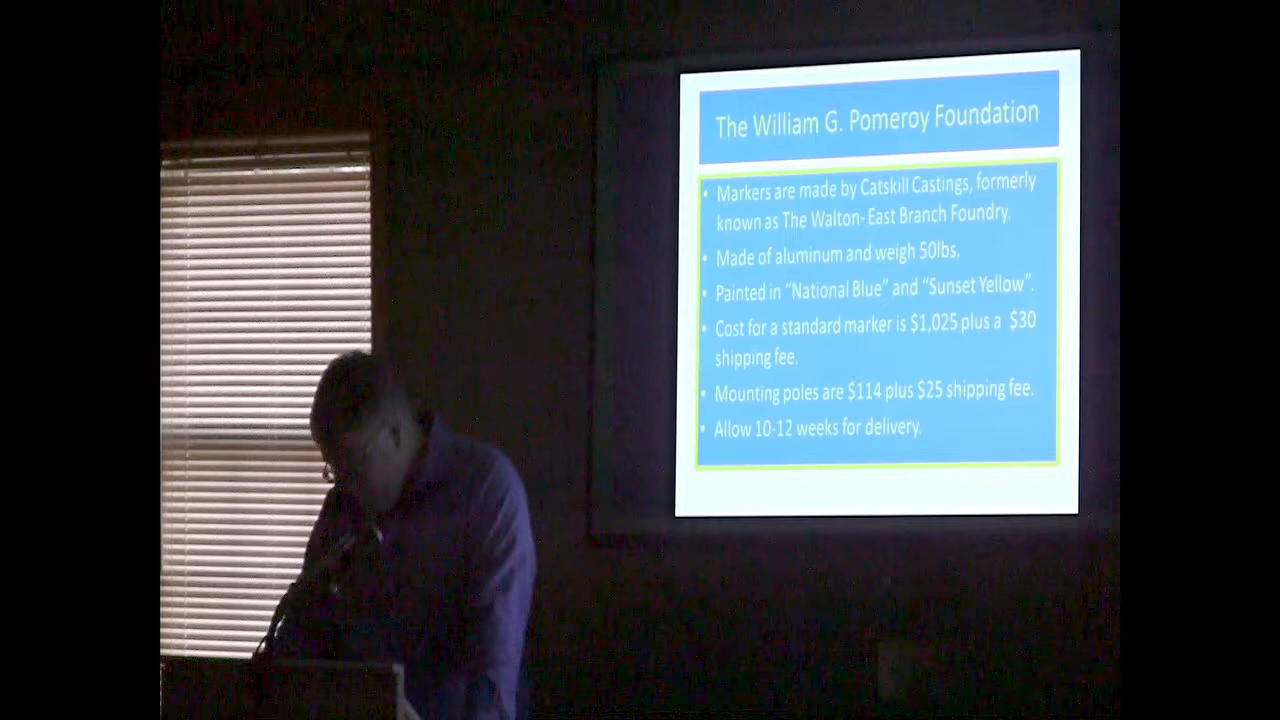 The William G. Pomeroy Foundation
• Markers are made by Catskill Castings, formerly
known as The Walton- East Branch Foundry.
• Made of aluminum and weigh 50lbs.
• Painted in “National Blue” and “Sunset Yellow”.
• Cost for a standard marker is $1,025 plus a $30
shipping fee.
• Mounting poles are $114 plus $25 shipping fee.
• Allow 10-12 weeks for delivery.